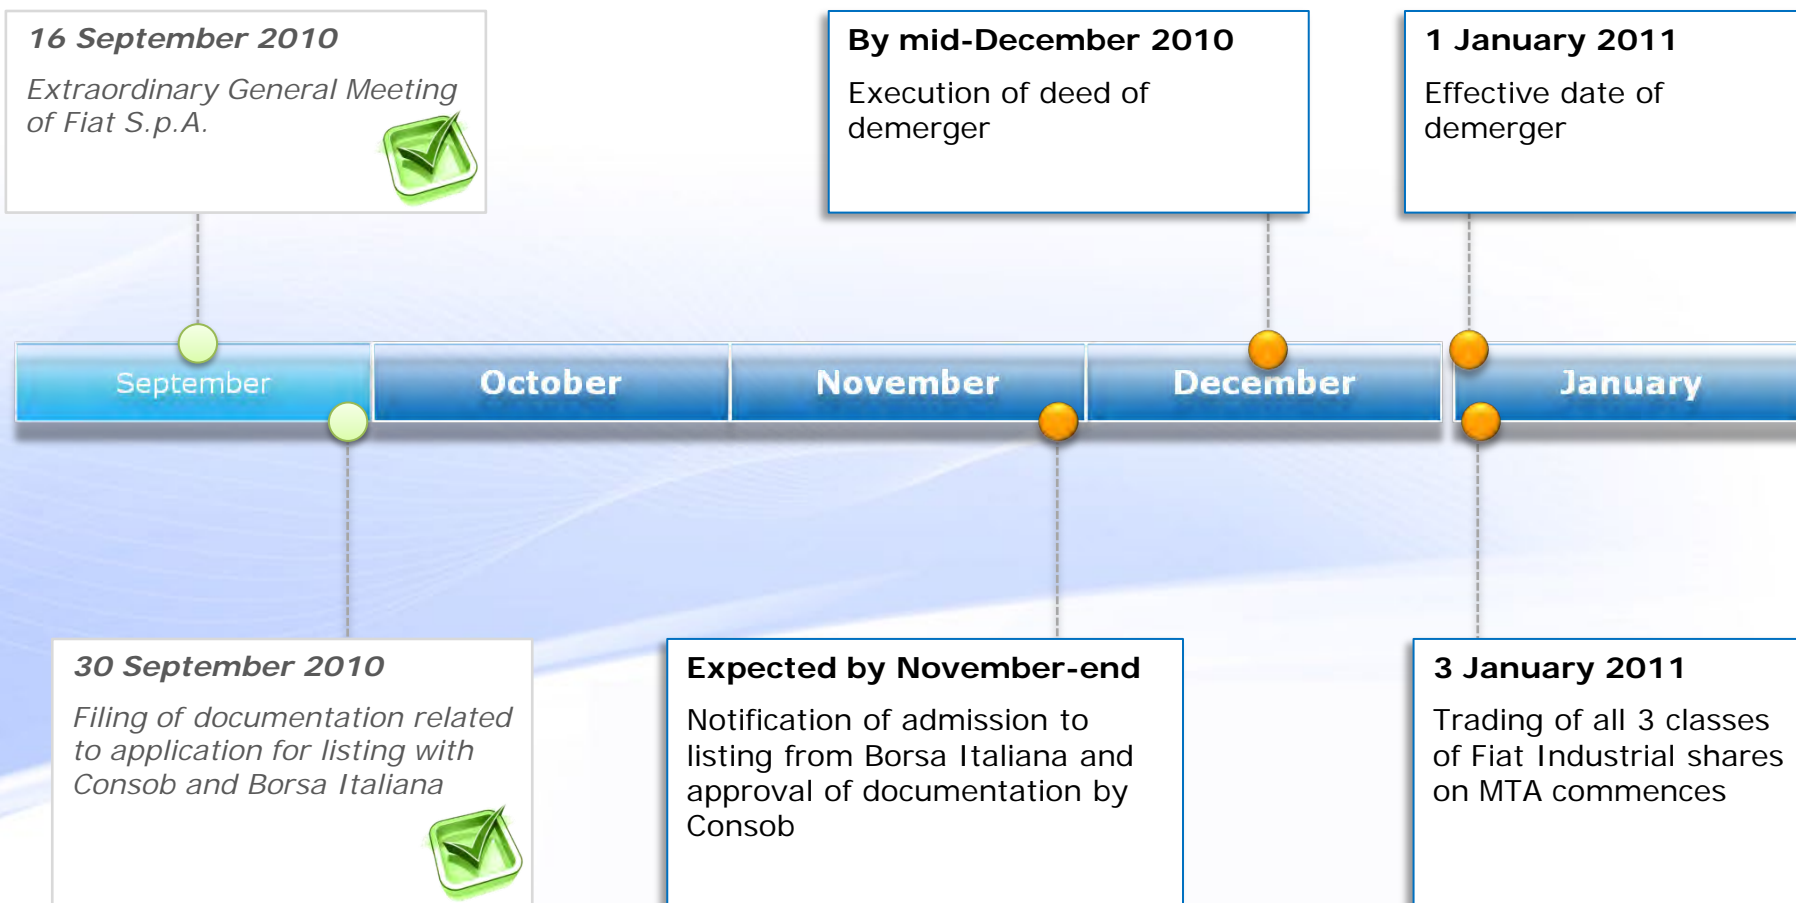 16 September 2010
Extraordinary General Meeting
of Fiat S.p.A.
By mid-December 2010
Execution of deed of
demerger
1 January 2011
Effective date of
demerger
September
October
November
December
January
30 September 2010
Filing of documentation related
to application for listing with
Consob and Borsa Italiana
Expected by November-end
Notification of admission to
listing from Borsa Italiana and
approval of documentation by
Consob
3 January 2011
Trading of all 3 classes
of Fiat Industrial shares
on MTA commences